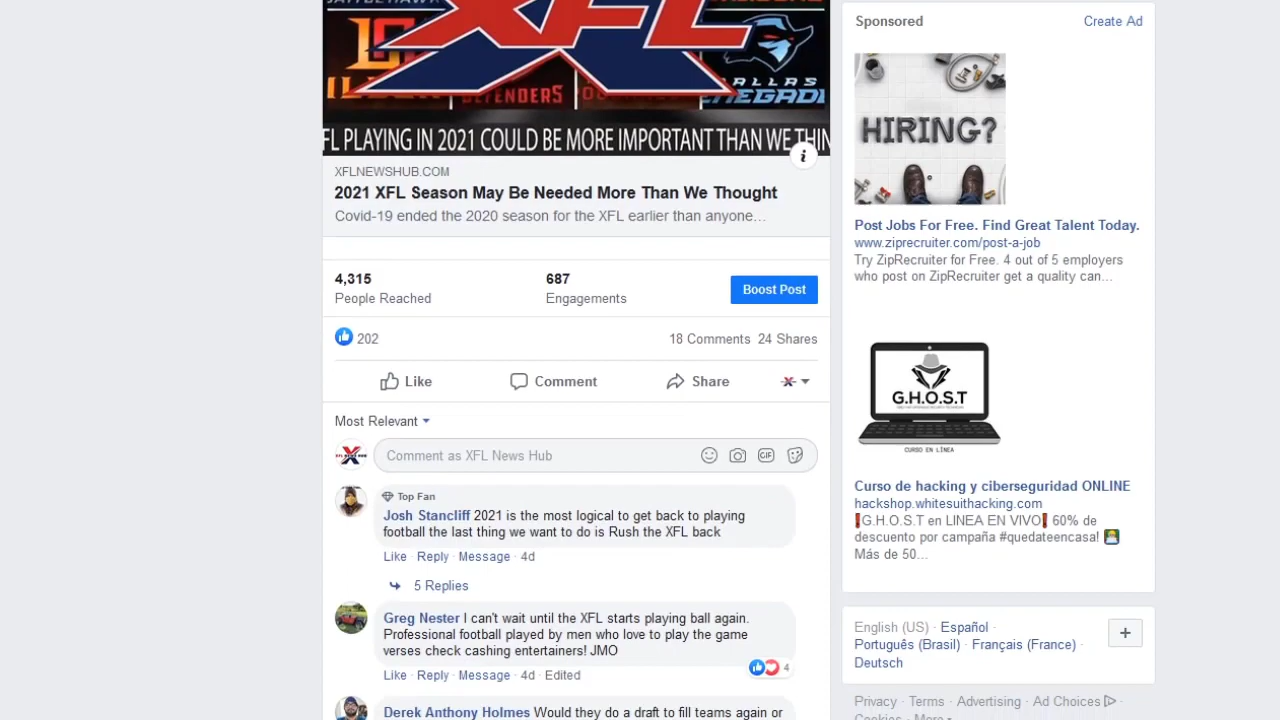 XFL
DEFENDERS
DALLAS
RENEGAD
FL PLAYING IN 2021 COULD BE MORE IMPORTANT THAN WE THIN
XFLNEWSHUB.COM
2021 XFL Season May Be Needed More Than We Thought
Covid-19 ended the 2020 season for the XFL earlier than anyone…
4,315
People Reached
687
Engagements
Boost Post
202
18 Comments 24 Shares
Like
Comment
Share
Most Relevant
Comment as XFL News Hub
GIF
Top Fan
Josh Stancliff 2021 is the most logical to get back to playing
football the last thing we want to do is Rush the XFL back
Like · Reply · Message · 4d
5 Replies
Greg Nester I can't wait until the XFL starts playing ball again.
Professional football played by men who love to play the game
verses check cashing entertainers! JMO
4
Like · Reply · Message · 4d · Edited
Derek Anthony Holmes Would they do a draft to fill teams again or
Sponsored
Create Ad
HIRING?
Post Jobs For Free. Find Great Talent Today.
www.ziprecruiter.com/post-a-job
Try ZipRecruiter for Free. 4 out of 5 employers
who post on ZipRecruiter get a quality can…
G.H.O.S.T
CURSO EN LÍNEA
Curso de hacking y ciberseguridad ONLINE
hackshop.whitesuithacking.com
❗G.H.O.S.T en LINEA EN VIVO❗ 60% de
descuento por campaña #quedateencasa!
Más de 50…
English (US) · Español ·
Português (Brasil) · Français (France) ·
Deutsch
Privacy · Terms · Advertising · Ad Choices ·
Cookies · More